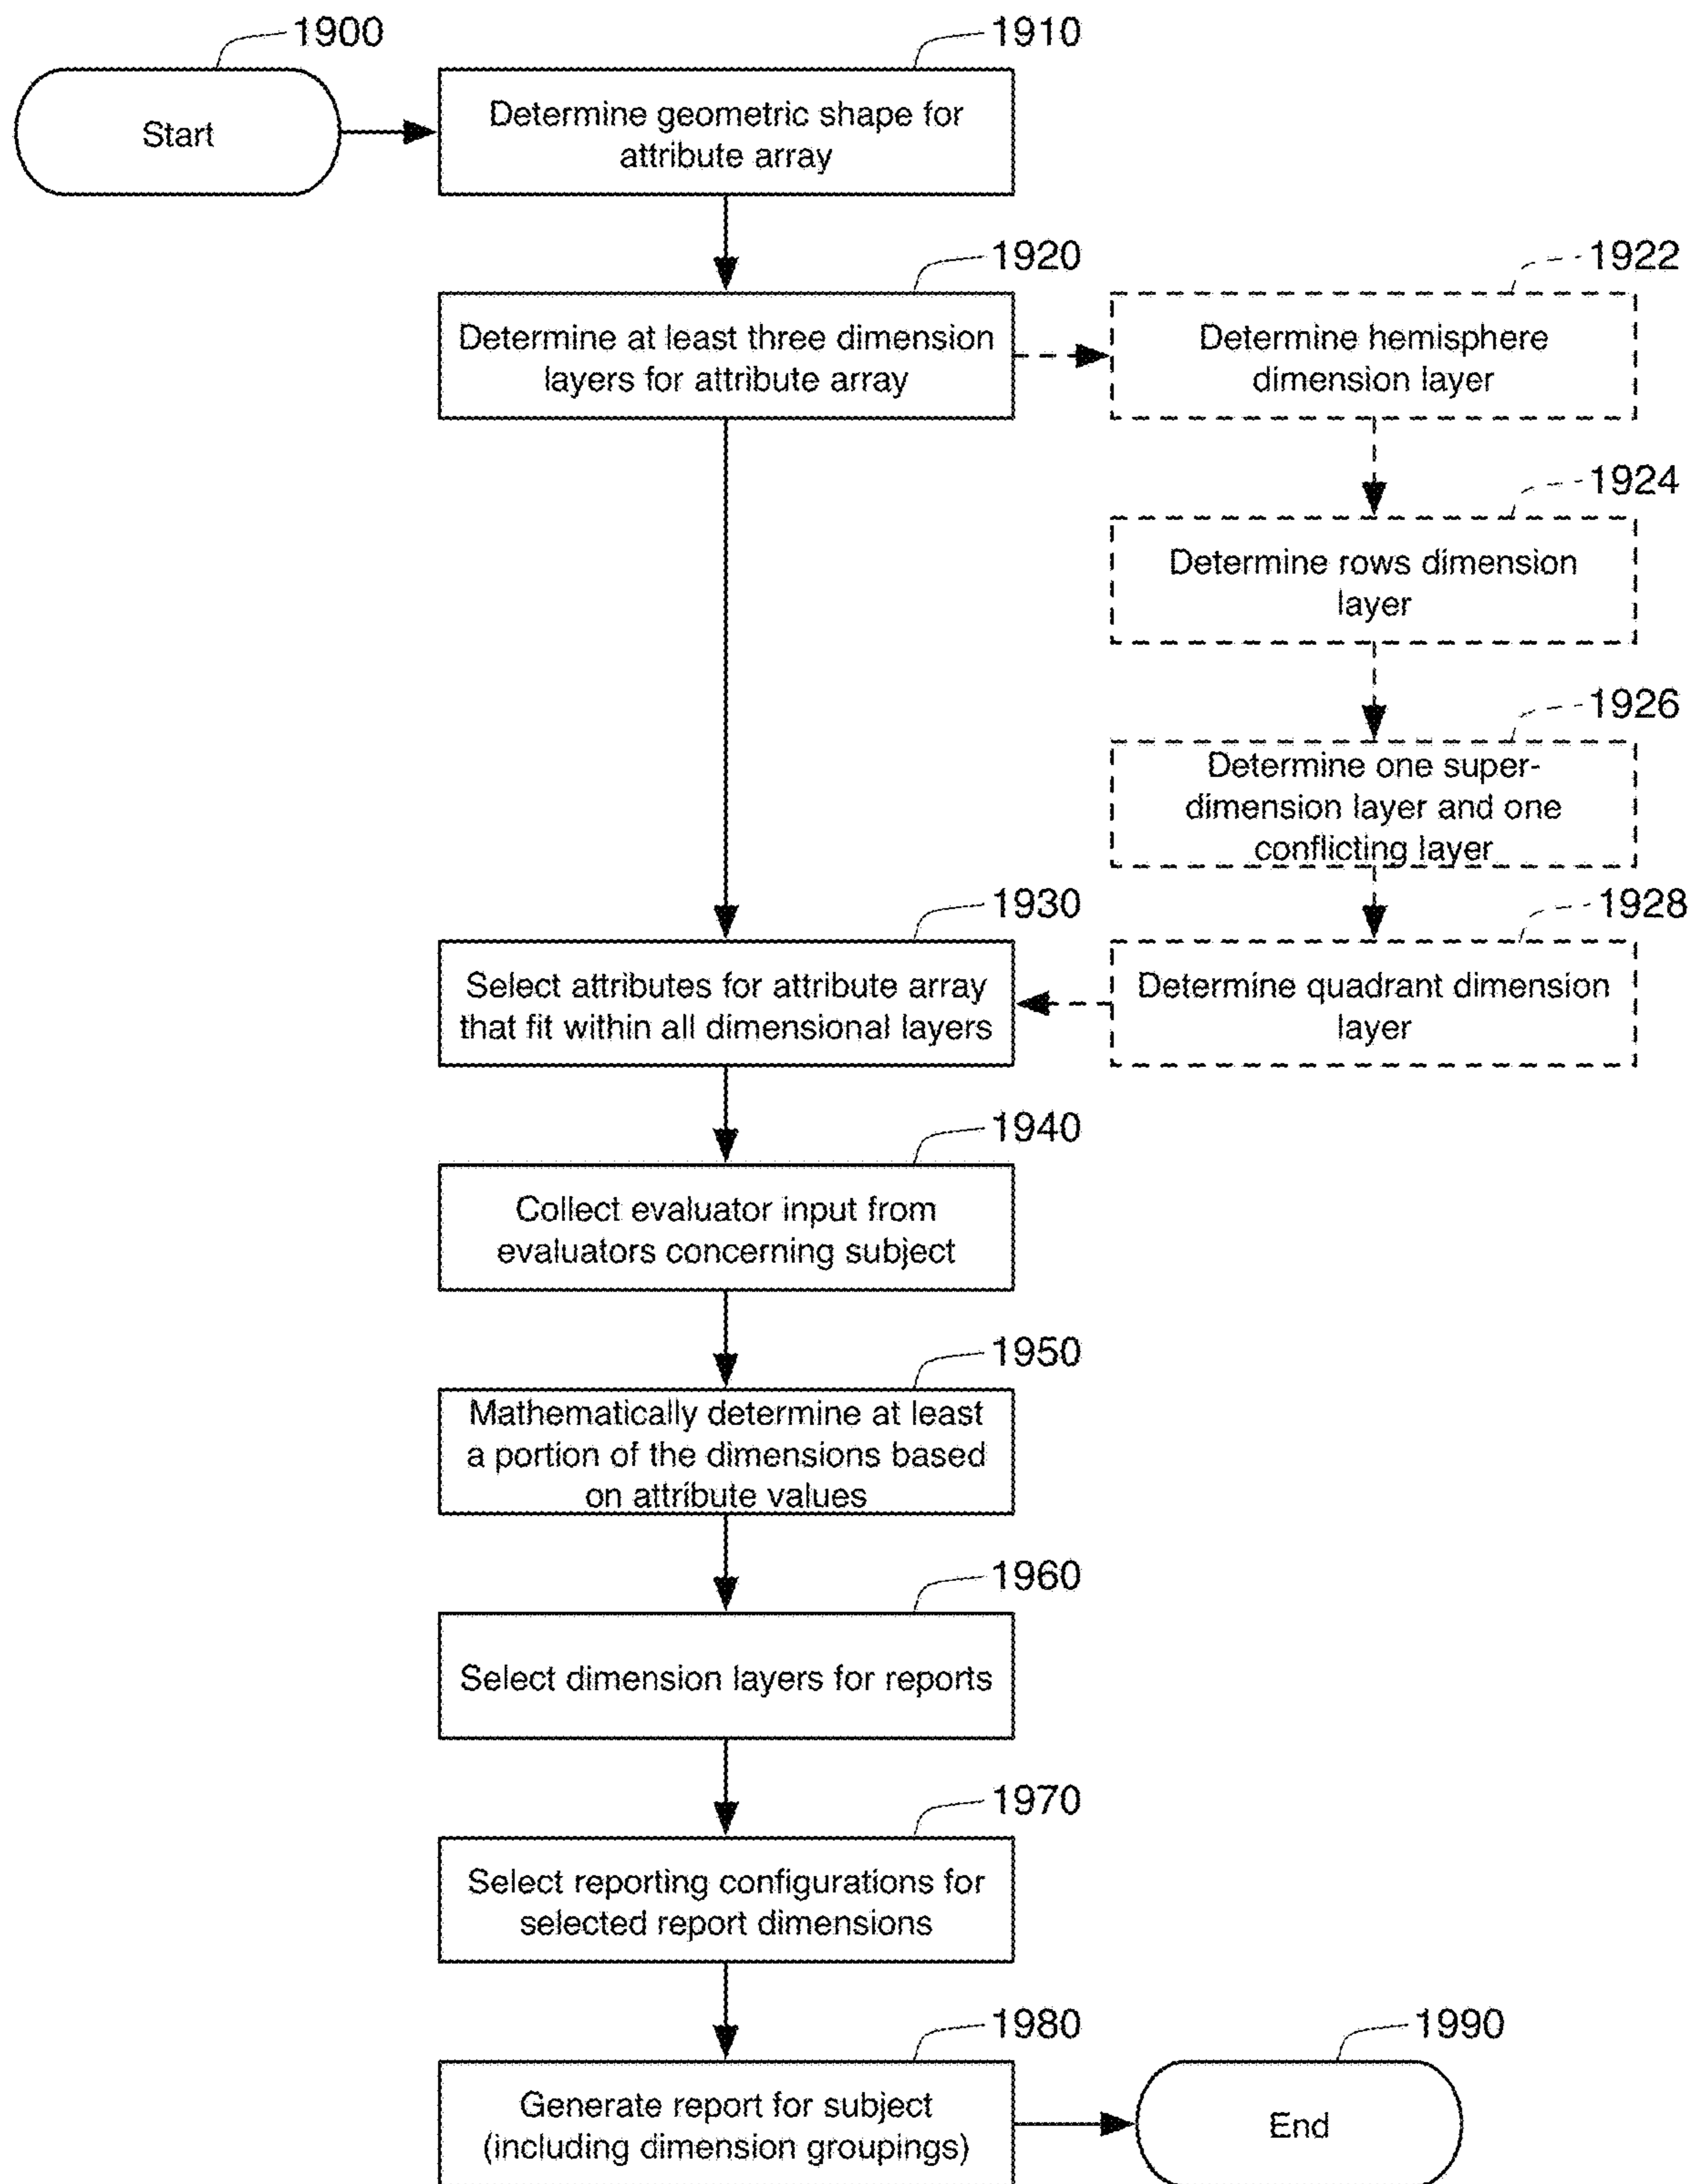 1900
Start
1910
Determine geometric shape for
attribute array
1920
Determine at least three dimension
layers for attribute array
1922
Determine hemisphere
dimension layer
1924
Determine rows dimension
layer
1926
Determine one super-
dimension layer and one
conflicting layer
1928
Determine quadrant dimension
layer
1930
Select attributes for attribute array
that fit within all dimensional layers
1940
Collect evaluator input from
evaluators concerning subject
1950
Mathematically determine at least
a portion of the dimensions based
on attribute values
1960
Select dimension layers for reports
1970
Select reporting configurations for
selected report dimensions
1980
Generate report for subject
(including dimension groupings)
1990
End